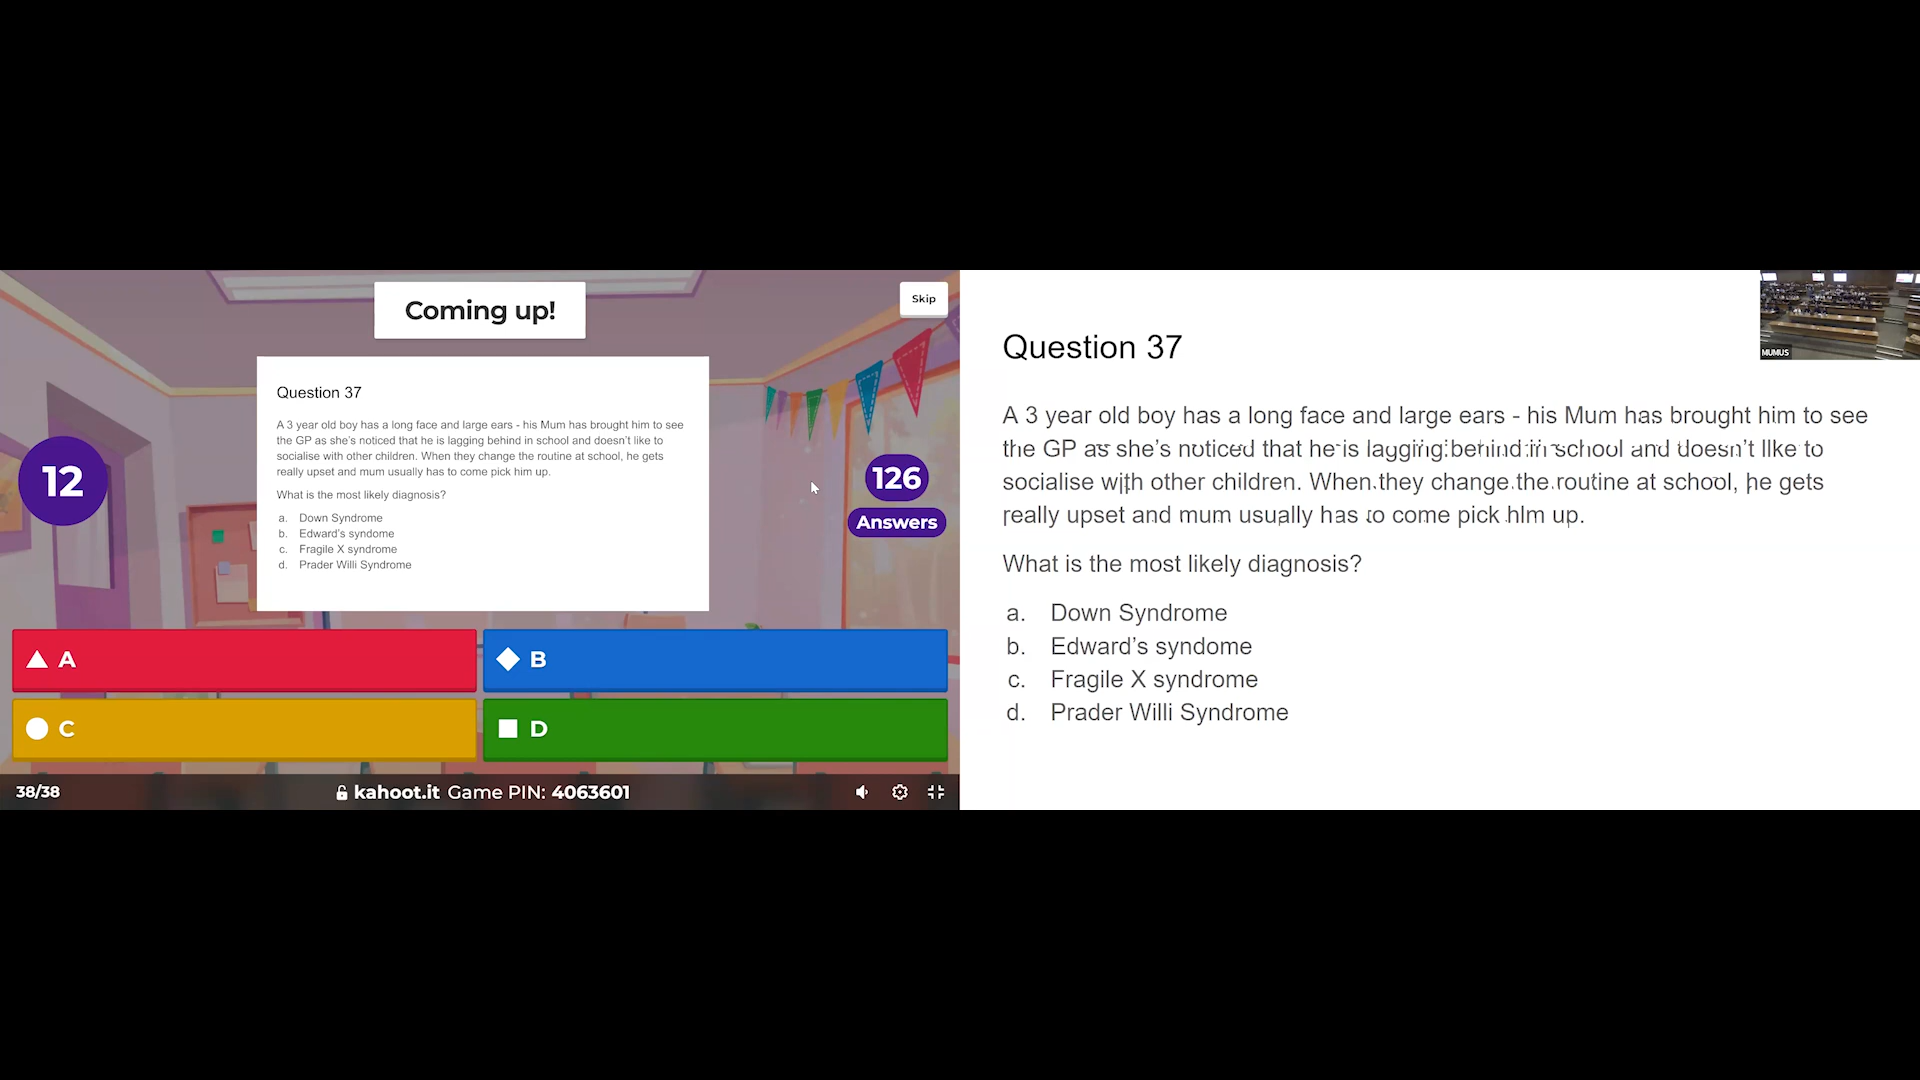 Coming up!
Skip
Question 37
A 3 year old boy has a long face and large ears - his Mum has brought him to see
the GP as she's noticed that he is lagging behind in school and doesn't like to
socialise with other children. When they change the routine at school, he gets
really upset and mum usually has to come pick him up.
What is the most likely diagnosis?
a. Down Syndrome
b. Edward's syndome
c. Fragile X syndrome
d. Prader Willi Syndrome
12
126
Answers
A
B
C
D
38/38
kahoot.it Game PIN: 4063601
MUMUS
Question 37
A 3 year old boy has a long face and large ears - his Mum has brought him to see
the GP as she's noticed that he is lagging behind in school and doesn't like to
socialise with other children. When they change the routine at school, he gets
really upset and mum usually has to come pick him up.
What is the most likely diagnosis?
a. Down Syndrome
b. Edward's syndome
c. Fragile X syndrome
d. Prader Willi Syndrome